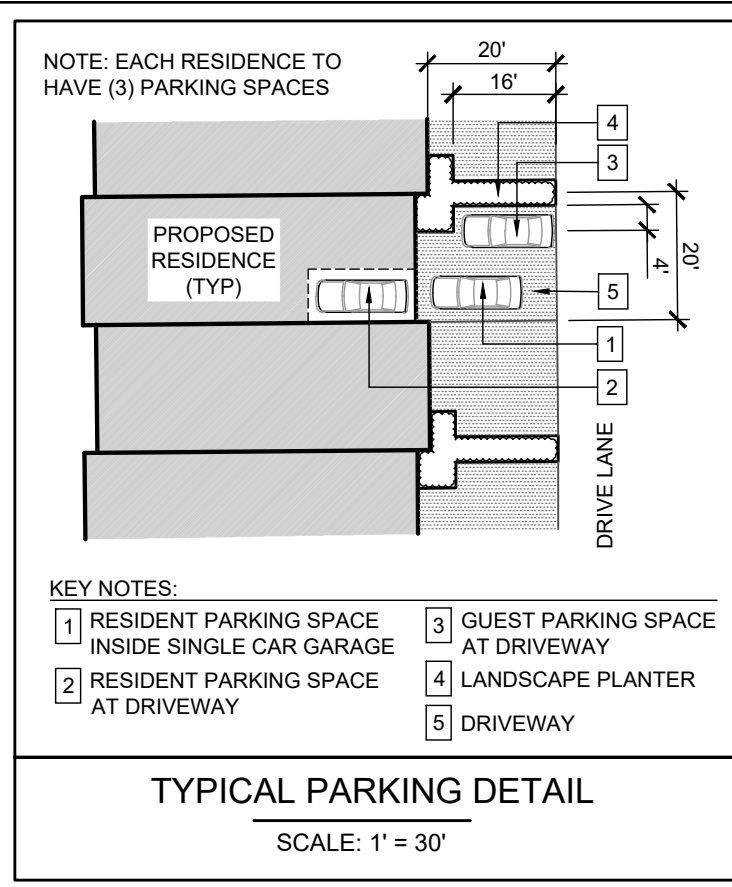 NOTE: EACH RESIDENCE TO
HAVE (3) PARKING SPACES
20'
16'
4
3
PROPOSED
RESIDENCE
(TYP)
20'
4'
5
1
2
DRIVE LANE
KEY NOTES:
1 RESIDENT PARKING SPACE
INSIDE SINGLE CAR GARAGE
2 RESIDENT PARKING SPACE
AT DRIVEWAY
3 GUEST PARKING SPACE
AT DRIVEWAY
4 LANDSCAPE PLANTER
5 DRIVEWAY
TYPICAL PARKING DETAIL
SCALE: 1' = 30'